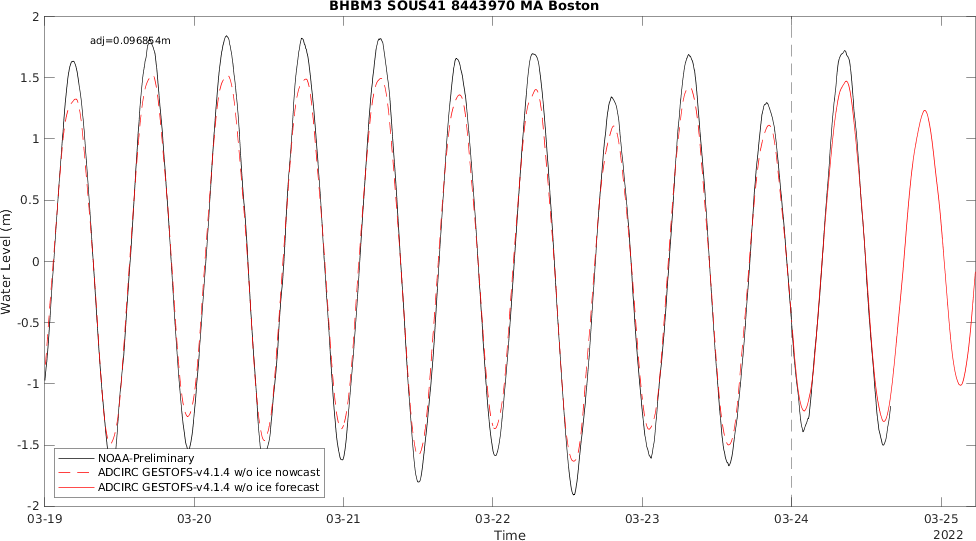 BHBM3 SOUS41 8443970 MA Boston
adj=0.096854m
2
1.5
1
0.5
0
-0.5
-1
-1.5
-2
Water Level (m)
NOAA-Preliminary
ADCIRC GESTOFS-v4.1.4 w/o ice nowcast
ADCIRC GESTOFS-v4.1.4 w/o ice forecast
03-19 03-20 03-21 03-22 03-23 03-24 03-25
Time
2022